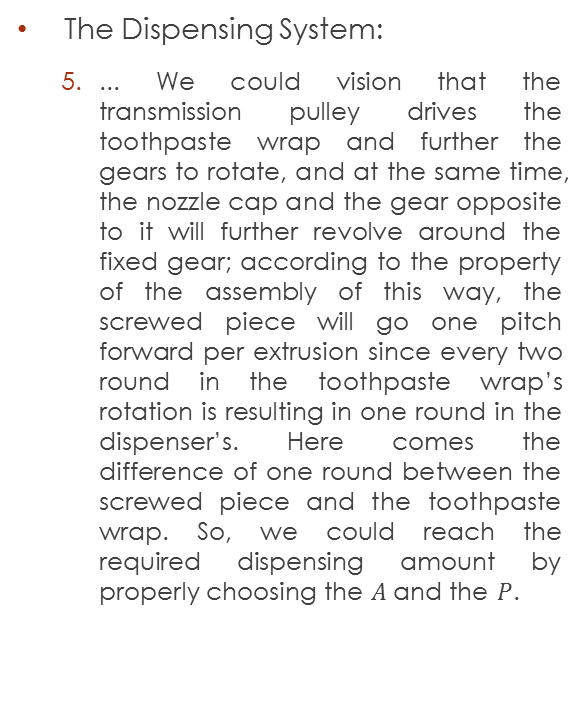 • The Dispensing System:
5. ... We could vision that the
transmission pulley drives the
toothpaste wrap and further the
gears to rotate, and at the same time,
the nozzle cap and the gear opposite
to it will further revolve around the
fixed gear; according to the property
of the assembly of this way, the
screwed piece will go one pitch
forward per extrusion since every two
round in the toothpaste wrap’s
rotation is resulting in one round in the
dispenser’s. Here comes the
difference of one round between the
screwed piece and the toothpaste
wrap. So, we could reach the
required dispensing amount by
properly choosing the A and the P.